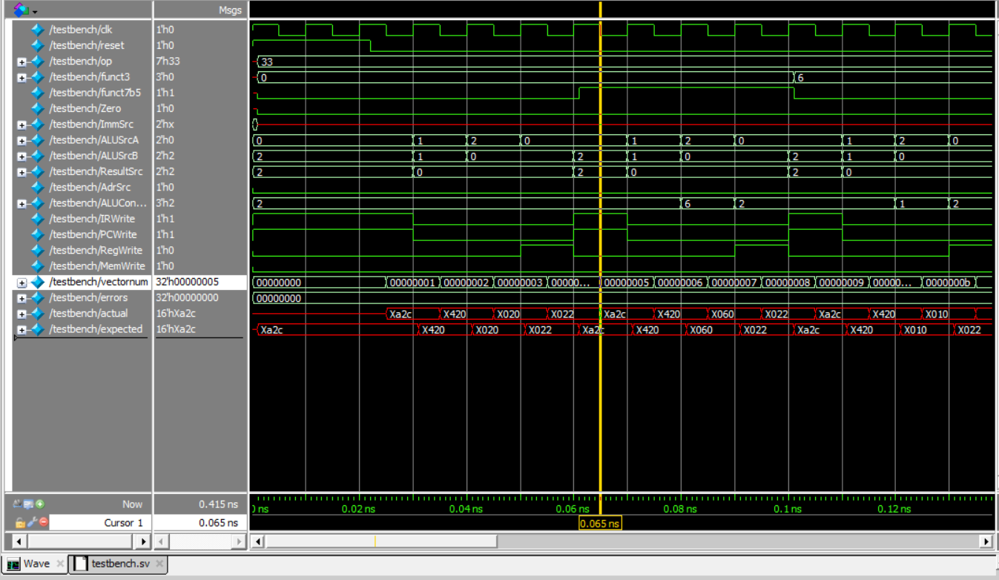 Msgs
/testbench/clk 1'h0
/testbench/reset 1'h0
/testbench/op 7'h33 33
/testbench/funct3 3'h0 0 6
/testbench/funct7b5 1'h1
/testbench/Zero 1'h0
/testbench/ImmSrc 2'hx
/testbench/ALUSrcA 2'h0 0 1 2 0 1 2 0 1 2 0
/testbench/ALUSrcB 2'h2 2 1 0 2 1 0 2 1 0
/testbench/ResultSrc 2'h2 2 0 2 0 2 0
/testbench/AdrSrc 1'h0
/testbench/ALUCon... 3'h2 2 6 2 1 2
/testbench/IRWrite 1'h1
/testbench/PCWrite 1'h1
/testbench/RegWrite 1'h0
/testbench/MemWrite 1'h0
/testbench/vectornum 32'h00000005 00000000 00000001 00000002 00000003 00000... 00000005 00000006 00000007 00000008 00000009 00000... 0000000b
/testbench/errors 32'h00000000 00000000
/testbench/actual 16'hXa2c Xa2c X420 X020 X022 Xa2c X420 X060 X022 Xa2c X420 X010
/testbench/expected 16'hXa2c Xa2c X420 X020 X022 Xa2c X420 X060 X022 Xa2c X420 X010 X022
Now 0.415 ns ns 0.02 ns 0.04 ns 0.06 ns 0.08 ns 0.1 ns 0.12 ns
Cursor 1 0.065 ns 0.065 ns
Wave testbench.sv